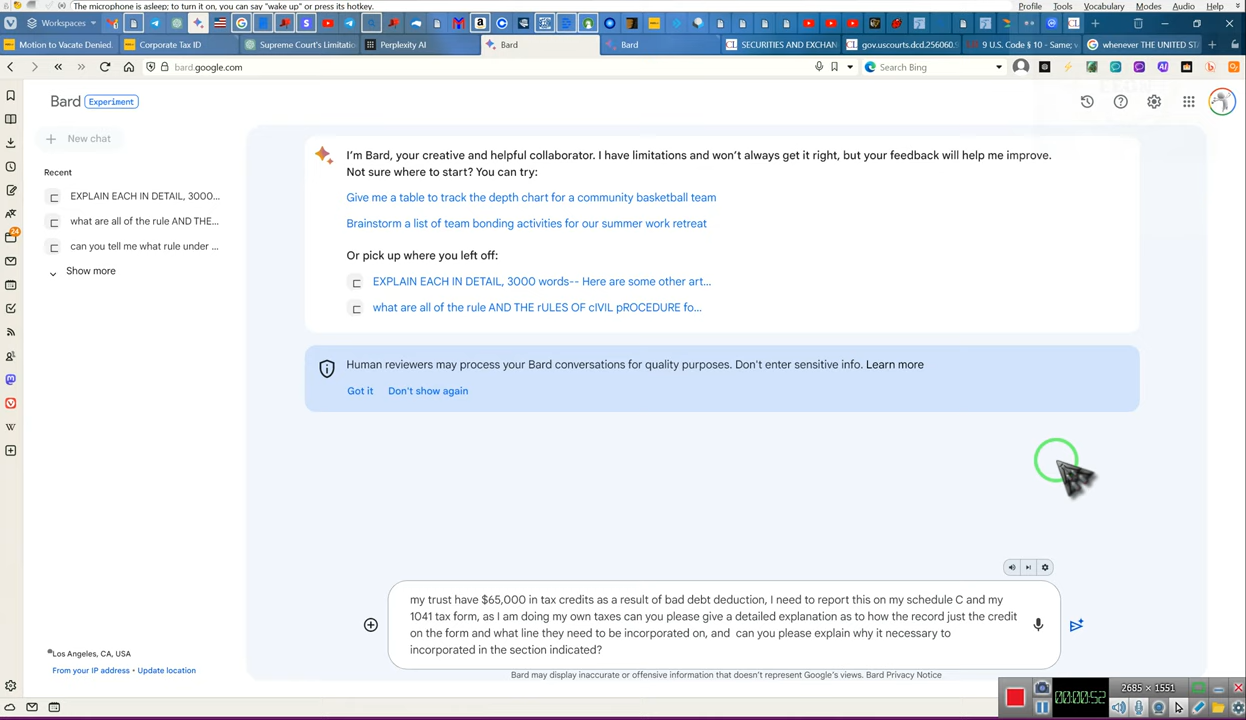 The microphone is asleep; to turn it on, you can say "wake up" or press its hotkey.
Profile Tools Vocabulary Modes Audio Help
Workspaces
Motion to Vacate Denied.
Corporate Tax ID
Supreme Court's Limitatio
Perplexity AI
Bard
Bard
SECURITIES AND EXCHAN
gov.uscourts.dcd.256060.
9 U.S. Code § 10 - Same; v
whenever THE UNITED ST
bard.google.com
Search Bing
Bard Experiment
New chat
Recent
EXPLAIN EACH IN DETAIL, 3000...
what are all of the rule AND THE...
can you tell me what rule under ...
Show more
I'm Bard, your creative and helpful collaborator. I have limitations and won't always get it right, but your feedback will help me improve.
Not sure where to start? You can try:
Give me a table to track the depth chart for a community basketball team
Brainstorm a list of team bonding activities for our summer work retreat
Or pick up where you left off:
EXPLAIN EACH IN DETAIL, 3000 words-- Here are some other art...
what are all of the rule AND THE rULES OF cIVIL pROCEDURE fo...
Human reviewers may process your Bard conversations for quality purposes. Don't enter sensitive info. Learn more
Got it Don't show again
my trust have $65,000 in tax credits as a result of bad debt deduction, I need to report this on my schedule C and my
1041 tax form, as I am doing my own taxes can you please give a detailed explanation as to how the record just the credit
on the form and what line they need to be incorporated on, and can you please explain why it necessary to
incorporated in the section indicated?
Bard may display inaccurate or offensive information that doesn't represent Google's views. Bard Privacy Notice
Los Angeles, CA, USA
From your IP address • Update location
24
00:00:52
2685 × 1551